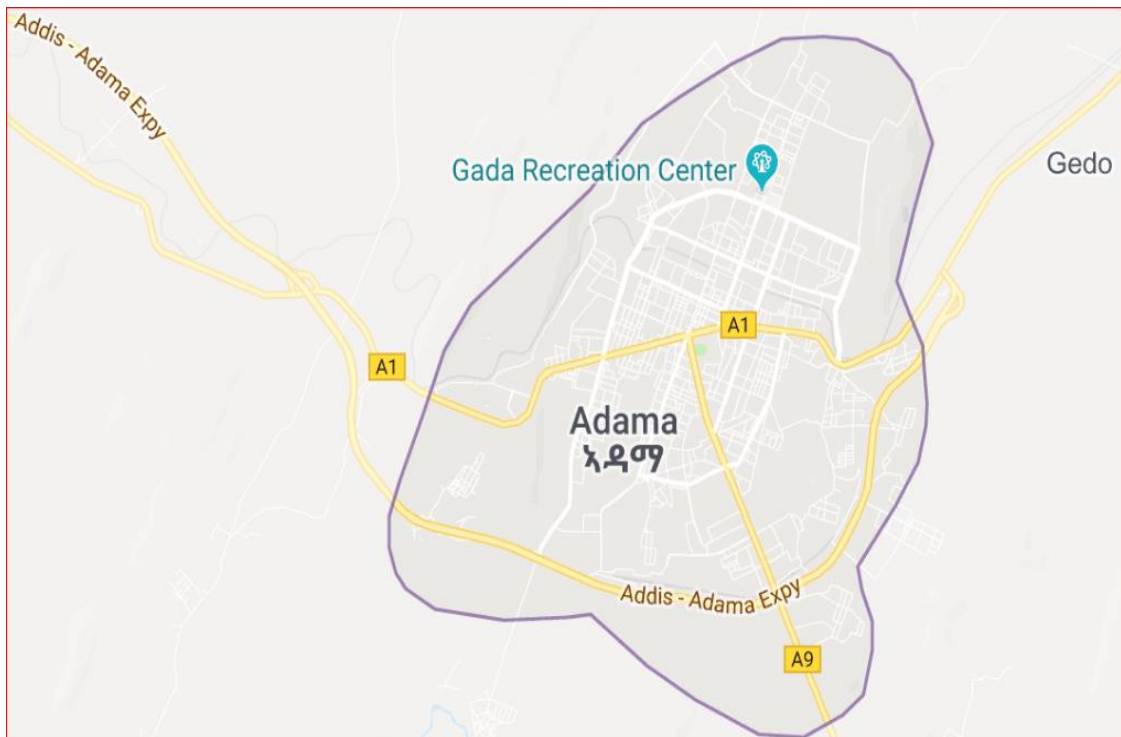 Addis - Adama Expy
Gada Recreation Center
Gedo
A1
A1
Adama
ኣዳማ
Addis - Adama Expy
A9